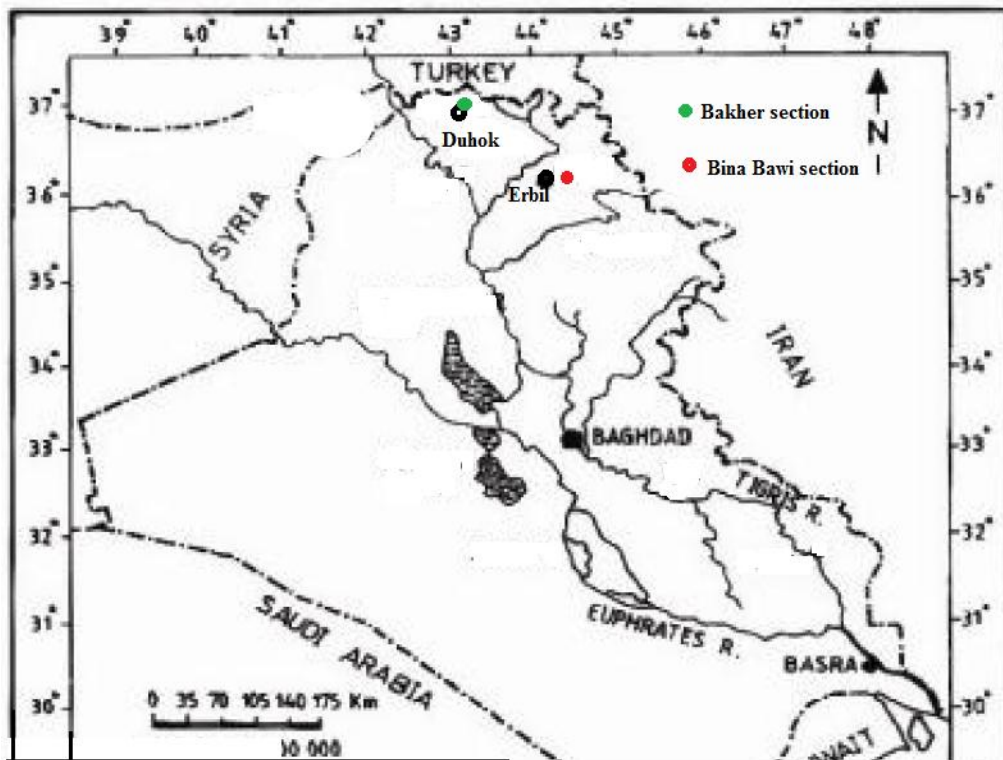 39° 40° 41° 42° 43° 44° 45° 46° 47° 48°
TURKEY
37° 37°
Bakher section
Duhok
N
Bina Bawi section
36° 36°
Erbil
SYRIA
35° 35°
IRAN
34° 34°
BAGHDAD
33° 33°
TIGRIS R.
32° 32°
SAUDI ARABIA
EUPHRATES R.
31° 31°
BASRA
0 35 70 105 140 175 Km
30° 30°
00 000